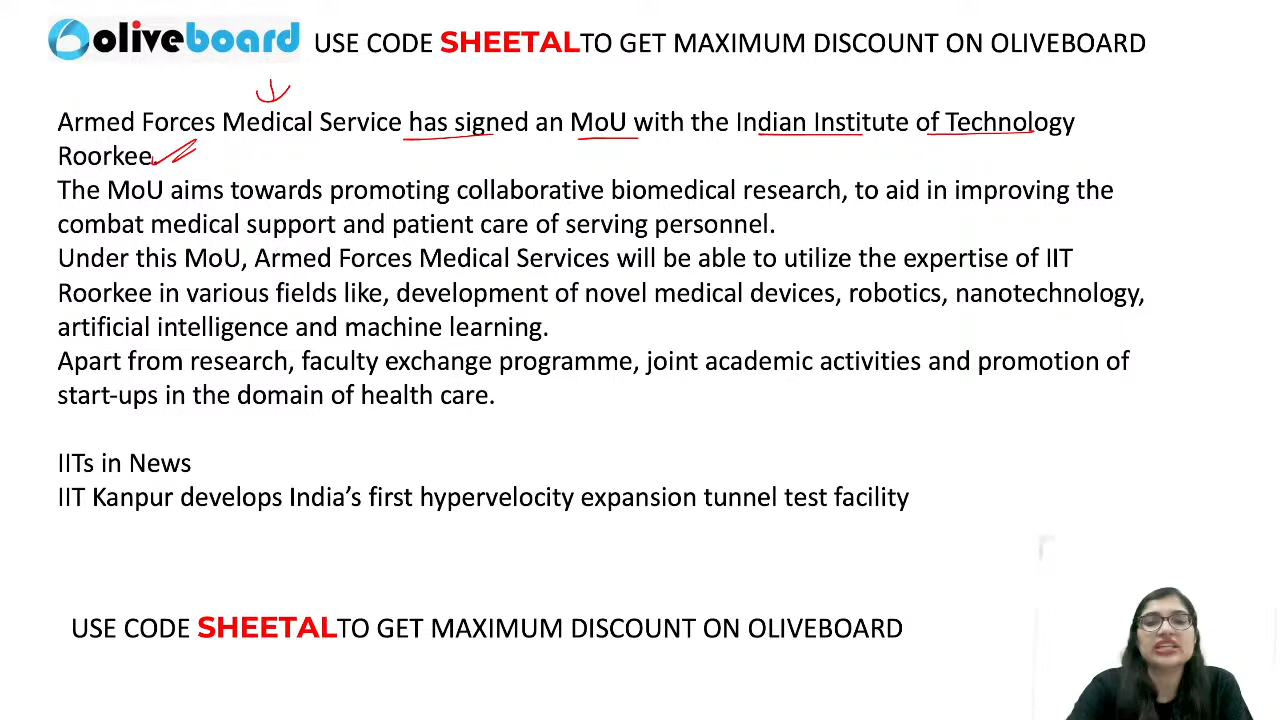 oliveboard USE CODE SHEETAL TO GET MAXIMUM DISCOUNT ON OLIVEBOARD
Armed Forces Medical Service has signed an MoU with the Indian Institute of Technology
Roorkee.
The MoU aims towards promoting collaborative biomedical research, to aid in improving the
combat medical support and patient care of serving personnel.
Under this MoU, Armed Forces Medical Services will be able to utilize the expertise of IIT
Roorkee in various fields like, development of novel medical devices, robotics, nanotechnology,
artificial intelligence and machine learning.
Apart from research, faculty exchange programme, joint academic activities and promotion of
start-ups in the domain of health care.
IITs in News
IIT Kanpur develops India’s first hypervelocity expansion tunnel test facility
USE CODE SHEETAL TO GET MAXIMUM DISCOUNT ON OLIVEBOARD